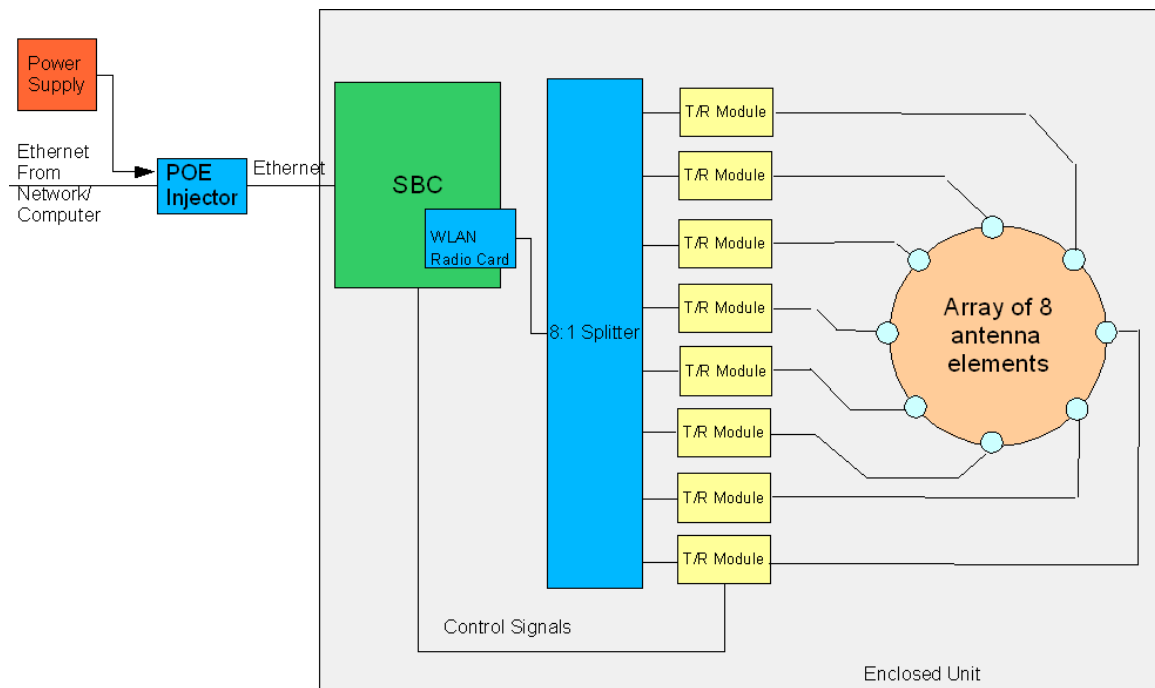 Power
Supply
Ethernet
From
Network/
Computer
POE
Injector
Ethernet
SBC
WLAN
Radio Card
8:1 Splitter
T/R Module
T/R Module
T/R Module
T/R Module
T/R Module
T/R Module
T/R Module
T/R Module
Array of 8
antenna
elements
Control Signals
Enclosed Unit